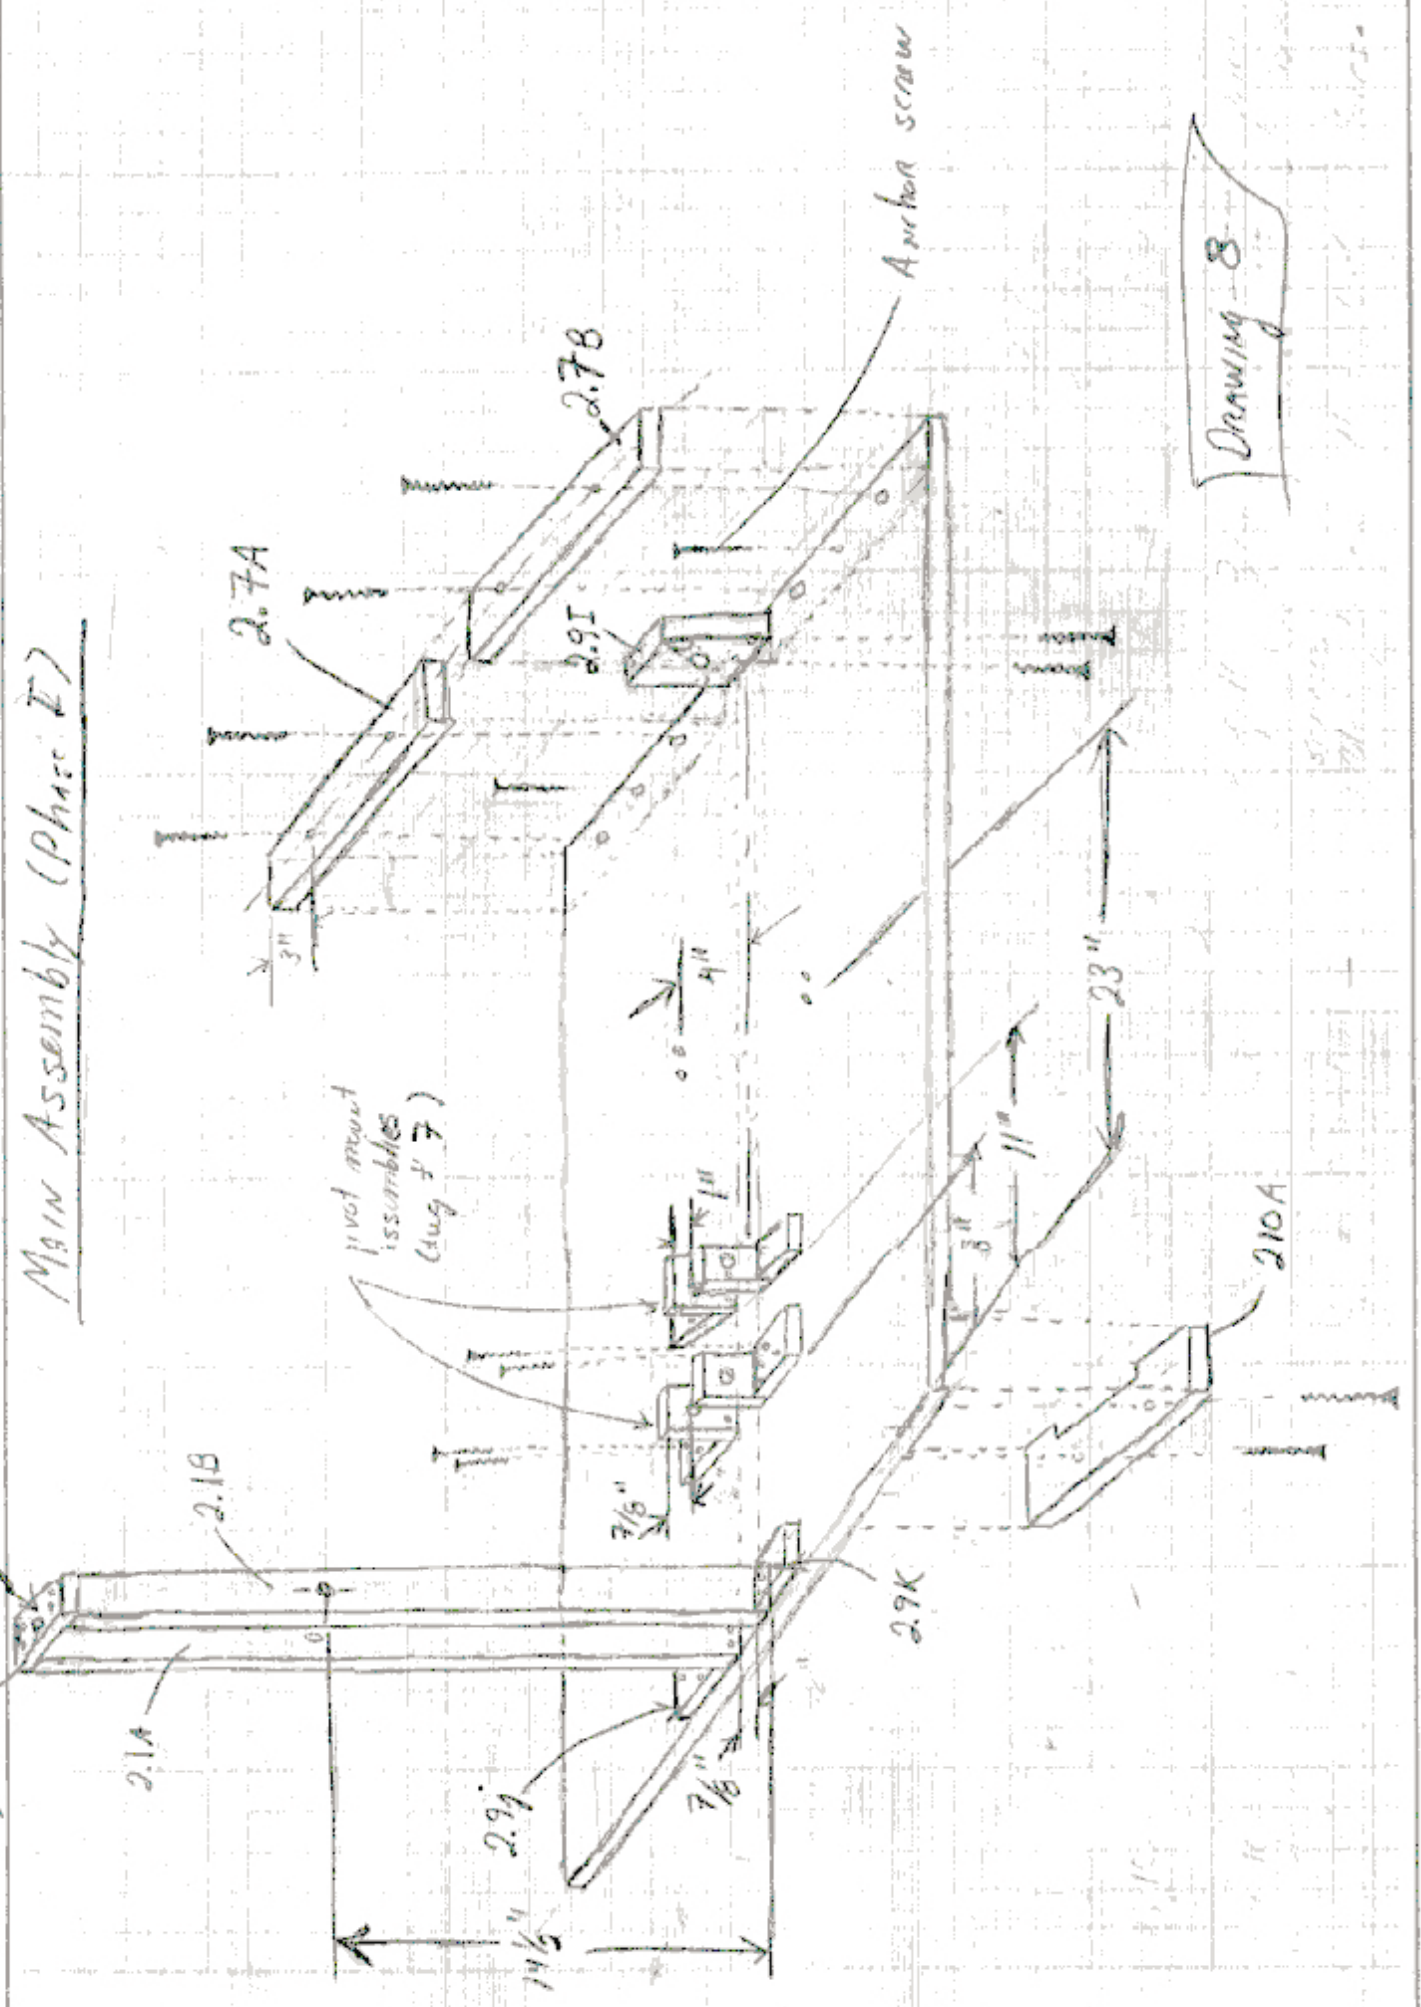 MAIN Assembly (Phase I)
2.1A
2.1B
2.7A
2.7B
pivot mount
assemblies
(dwg # 7)
3"
2.9I
Anchor screw
7/8"
1"
4"
2.9j
7/8"
14 1/2"
2.9K
3"
11"
23"
210A
DRAWING - 8